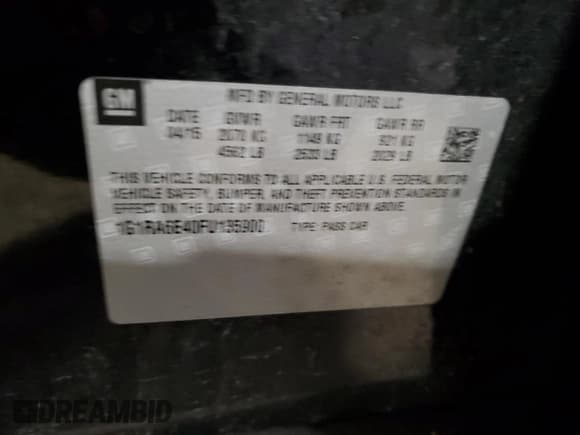 GM
MFD BY GENERAL MOTORS LLC
DATE GVWR GAWR FRT GAWR RR
04/15 2070 KG 1149 KG 921 KG
4562 LB 2533 LB 2029 LB
THIS VEHICLE CONFORMS TO ALL APPLICABLE U.S. FEDERAL MOTOR
VEHICLE SAFETY, BUMPER, AND THEFT PREVENTION STANDARDS IN
EFFECT ON THE DATE OF MANUFACTURE SHOWN ABOVE.
1G1RA6E40FU135900 TYPE: PASS CAR
DREAMBID